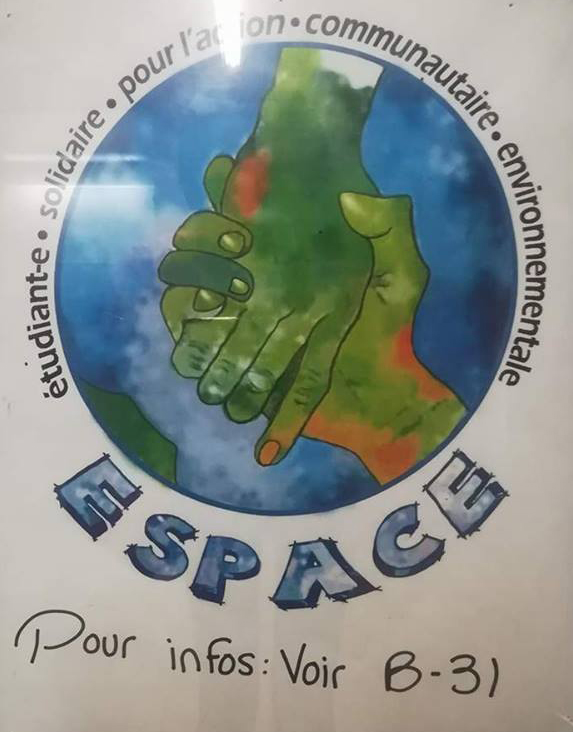 étudiant-e • solidaire • pour l'action • communautaire • environnementale
ESPACE
Pour infos: Voir B-31